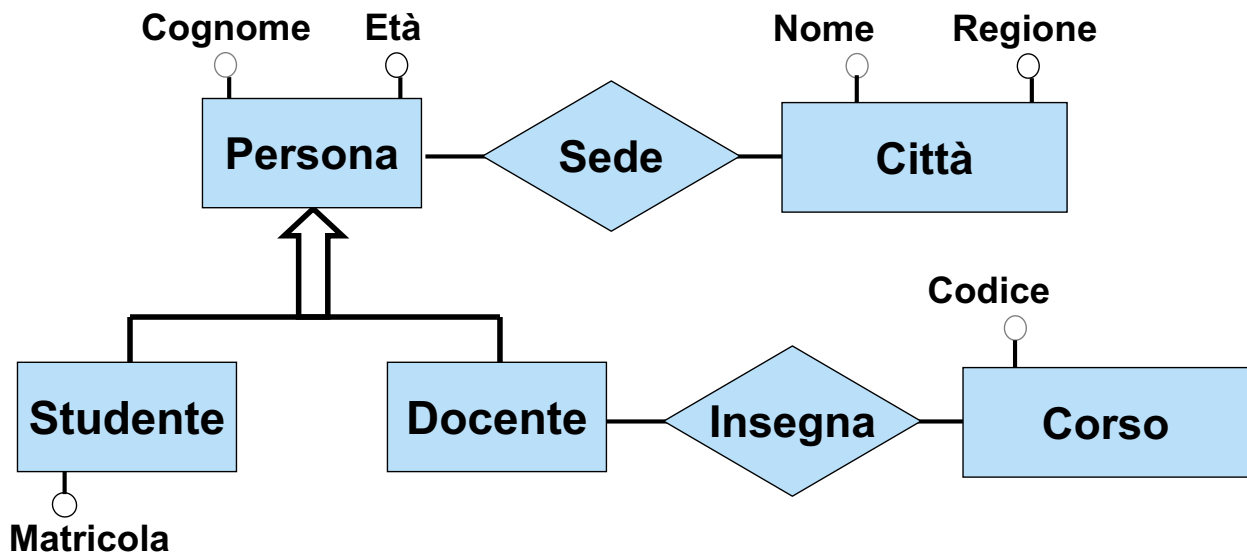 Cognome Età Nome Regione
Persona Sede Città
Codice
Studente Docente Insegna Corso
Matricola